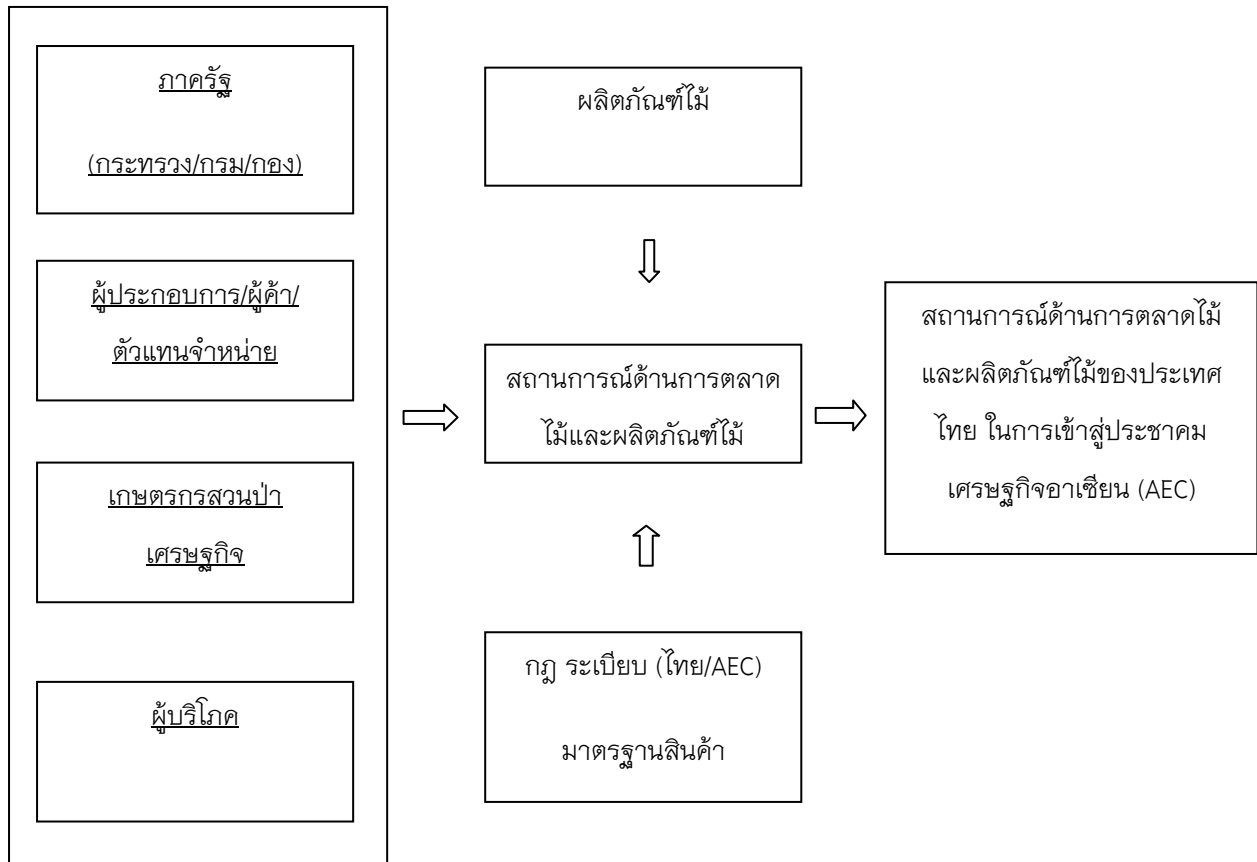 ภาครัฐ
(กระทรวง/กรม/กอง)
ผู้ประกอบการ/ผู้ค้า/
ตัวแทนจำหน่าย
เกษตรกรสวนป่า
เศรษฐกิจ
ผู้บริโภค
ผลิตภัณฑ์ไม้
สถานการณ์ด้านการตลาด
ไม้และผลิตภัณฑ์ไม้
กฎ ระเบียบ (ไทย/AEC)
มาตรฐานสินค้า
สถานการณ์ด้านการตลาดไม้
และผลิตภัณฑ์ไม้ของประเทศ
ไทย ในการเข้าสู่ประชาคม
เศรษฐกิจอาเซียน (AEC)